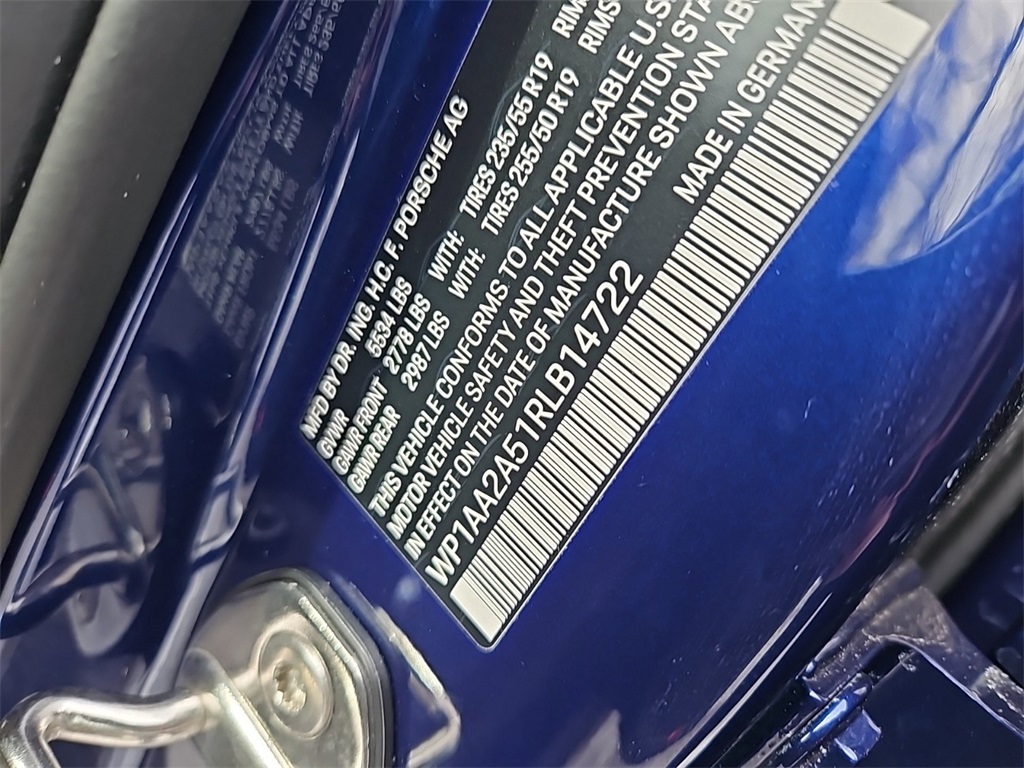 MFD BY DR. ING. H.C. F. PORSCHE AG
GVWR 5534 LBS
GAWR FRONT 2778 LBS WITH: TIRES 235/55 R19 RIMS
GAWR REAR 2987 LBS WITH: TIRES 255/50 R19 RIMS
THIS VEHICLE CONFORMS TO ALL APPLICABLE U.S.
MOTOR VEHICLE SAFETY AND THEFT PREVENTION STA
IN EFFECT ON THE DATE OF MANUFACTURE SHOWN ABO
MADE IN GERMAN
WP1AA2A51RLB14722